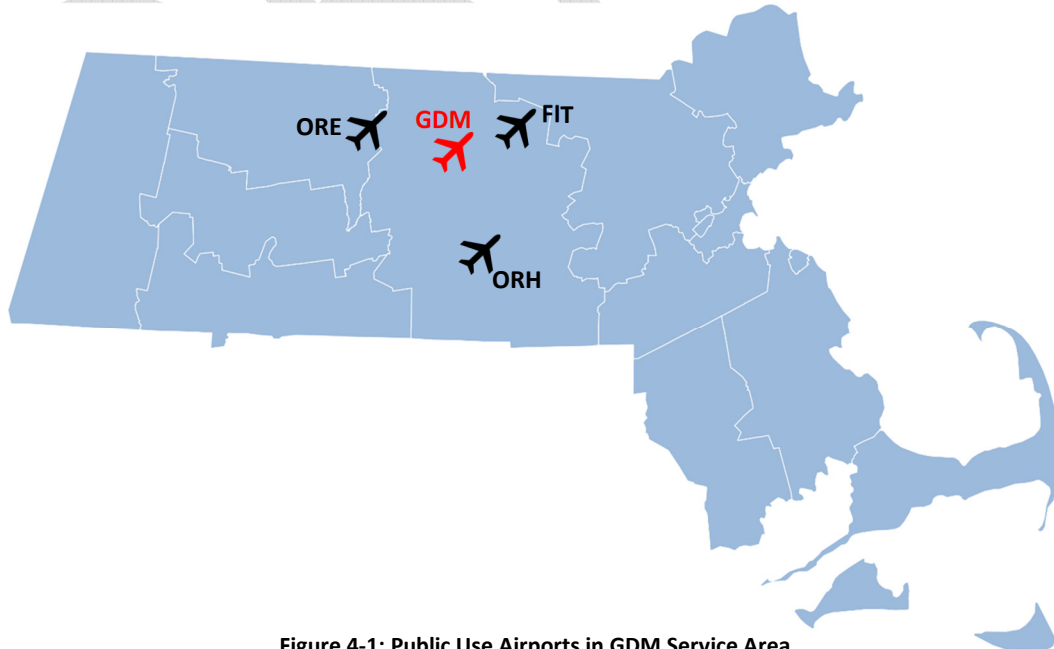 FIT
GDM
ORE
ORH
Figure 4-1: Public Use Airports in GDM Service Area